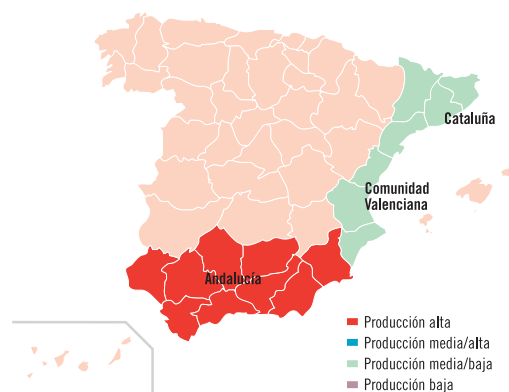 Cataluña
Comunidad
Valenciana
Andalucía
Producción alta
Producción media/alta
Producción media/baja
Producción baja